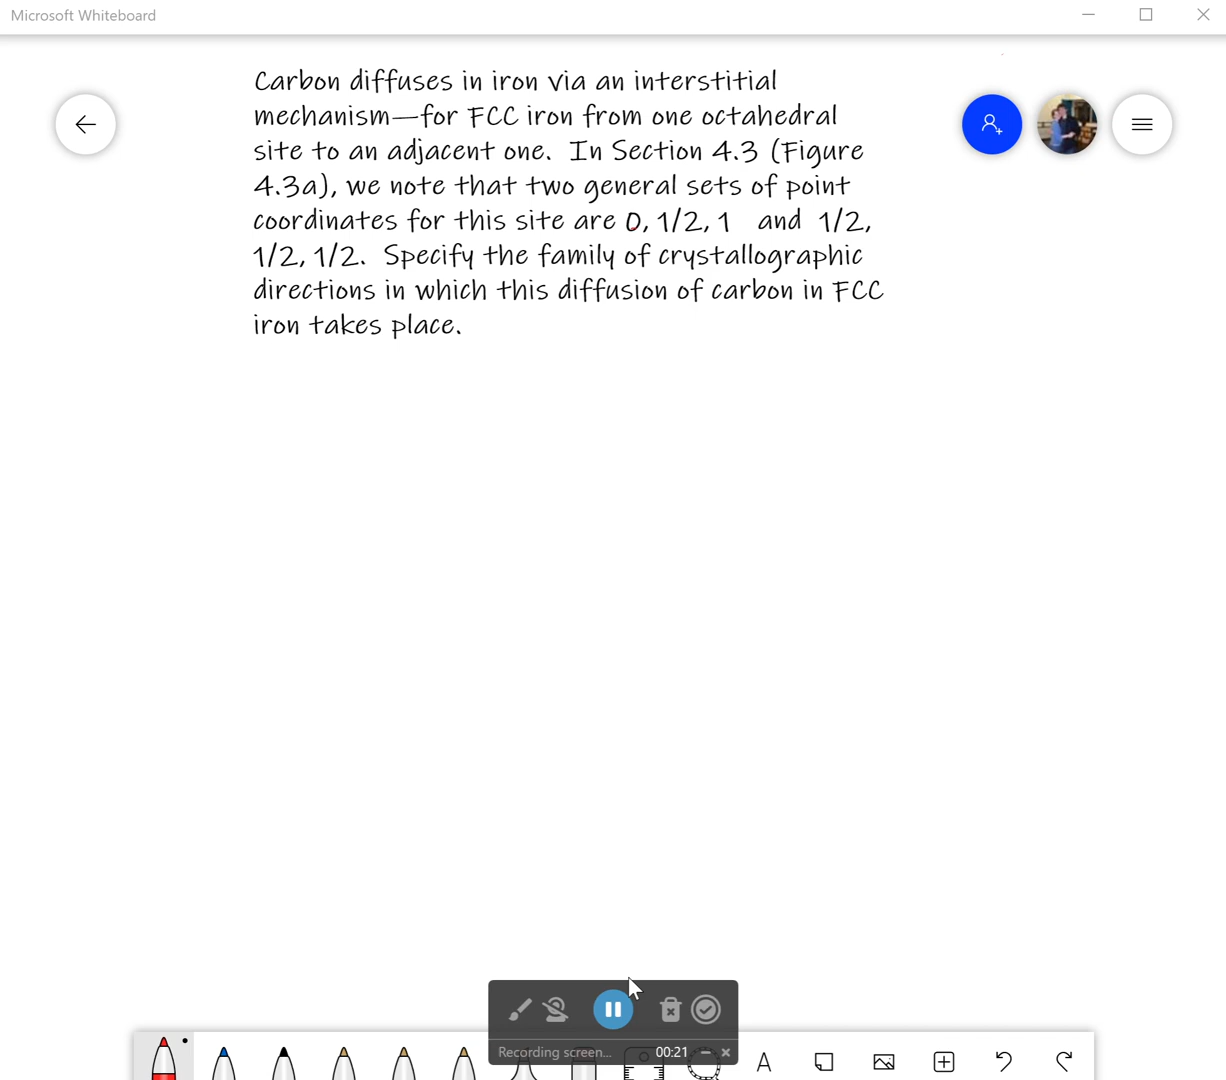 Microsoft Whiteboard
Carbon diffuses in iron via an interstitial
mechanism—for FCC iron from one octahedral
site to an adjacent one. In Section 4.3 (Figure
4.3a), we note that two general sets of point
coordinates for this site are 0, 1/2, 1 and 1/2,
1/2, 1/2. Specify the family of crystallographic
directions in which this diffusion of carbon in FCC
iron takes place.
Recording screen... 00:21
A